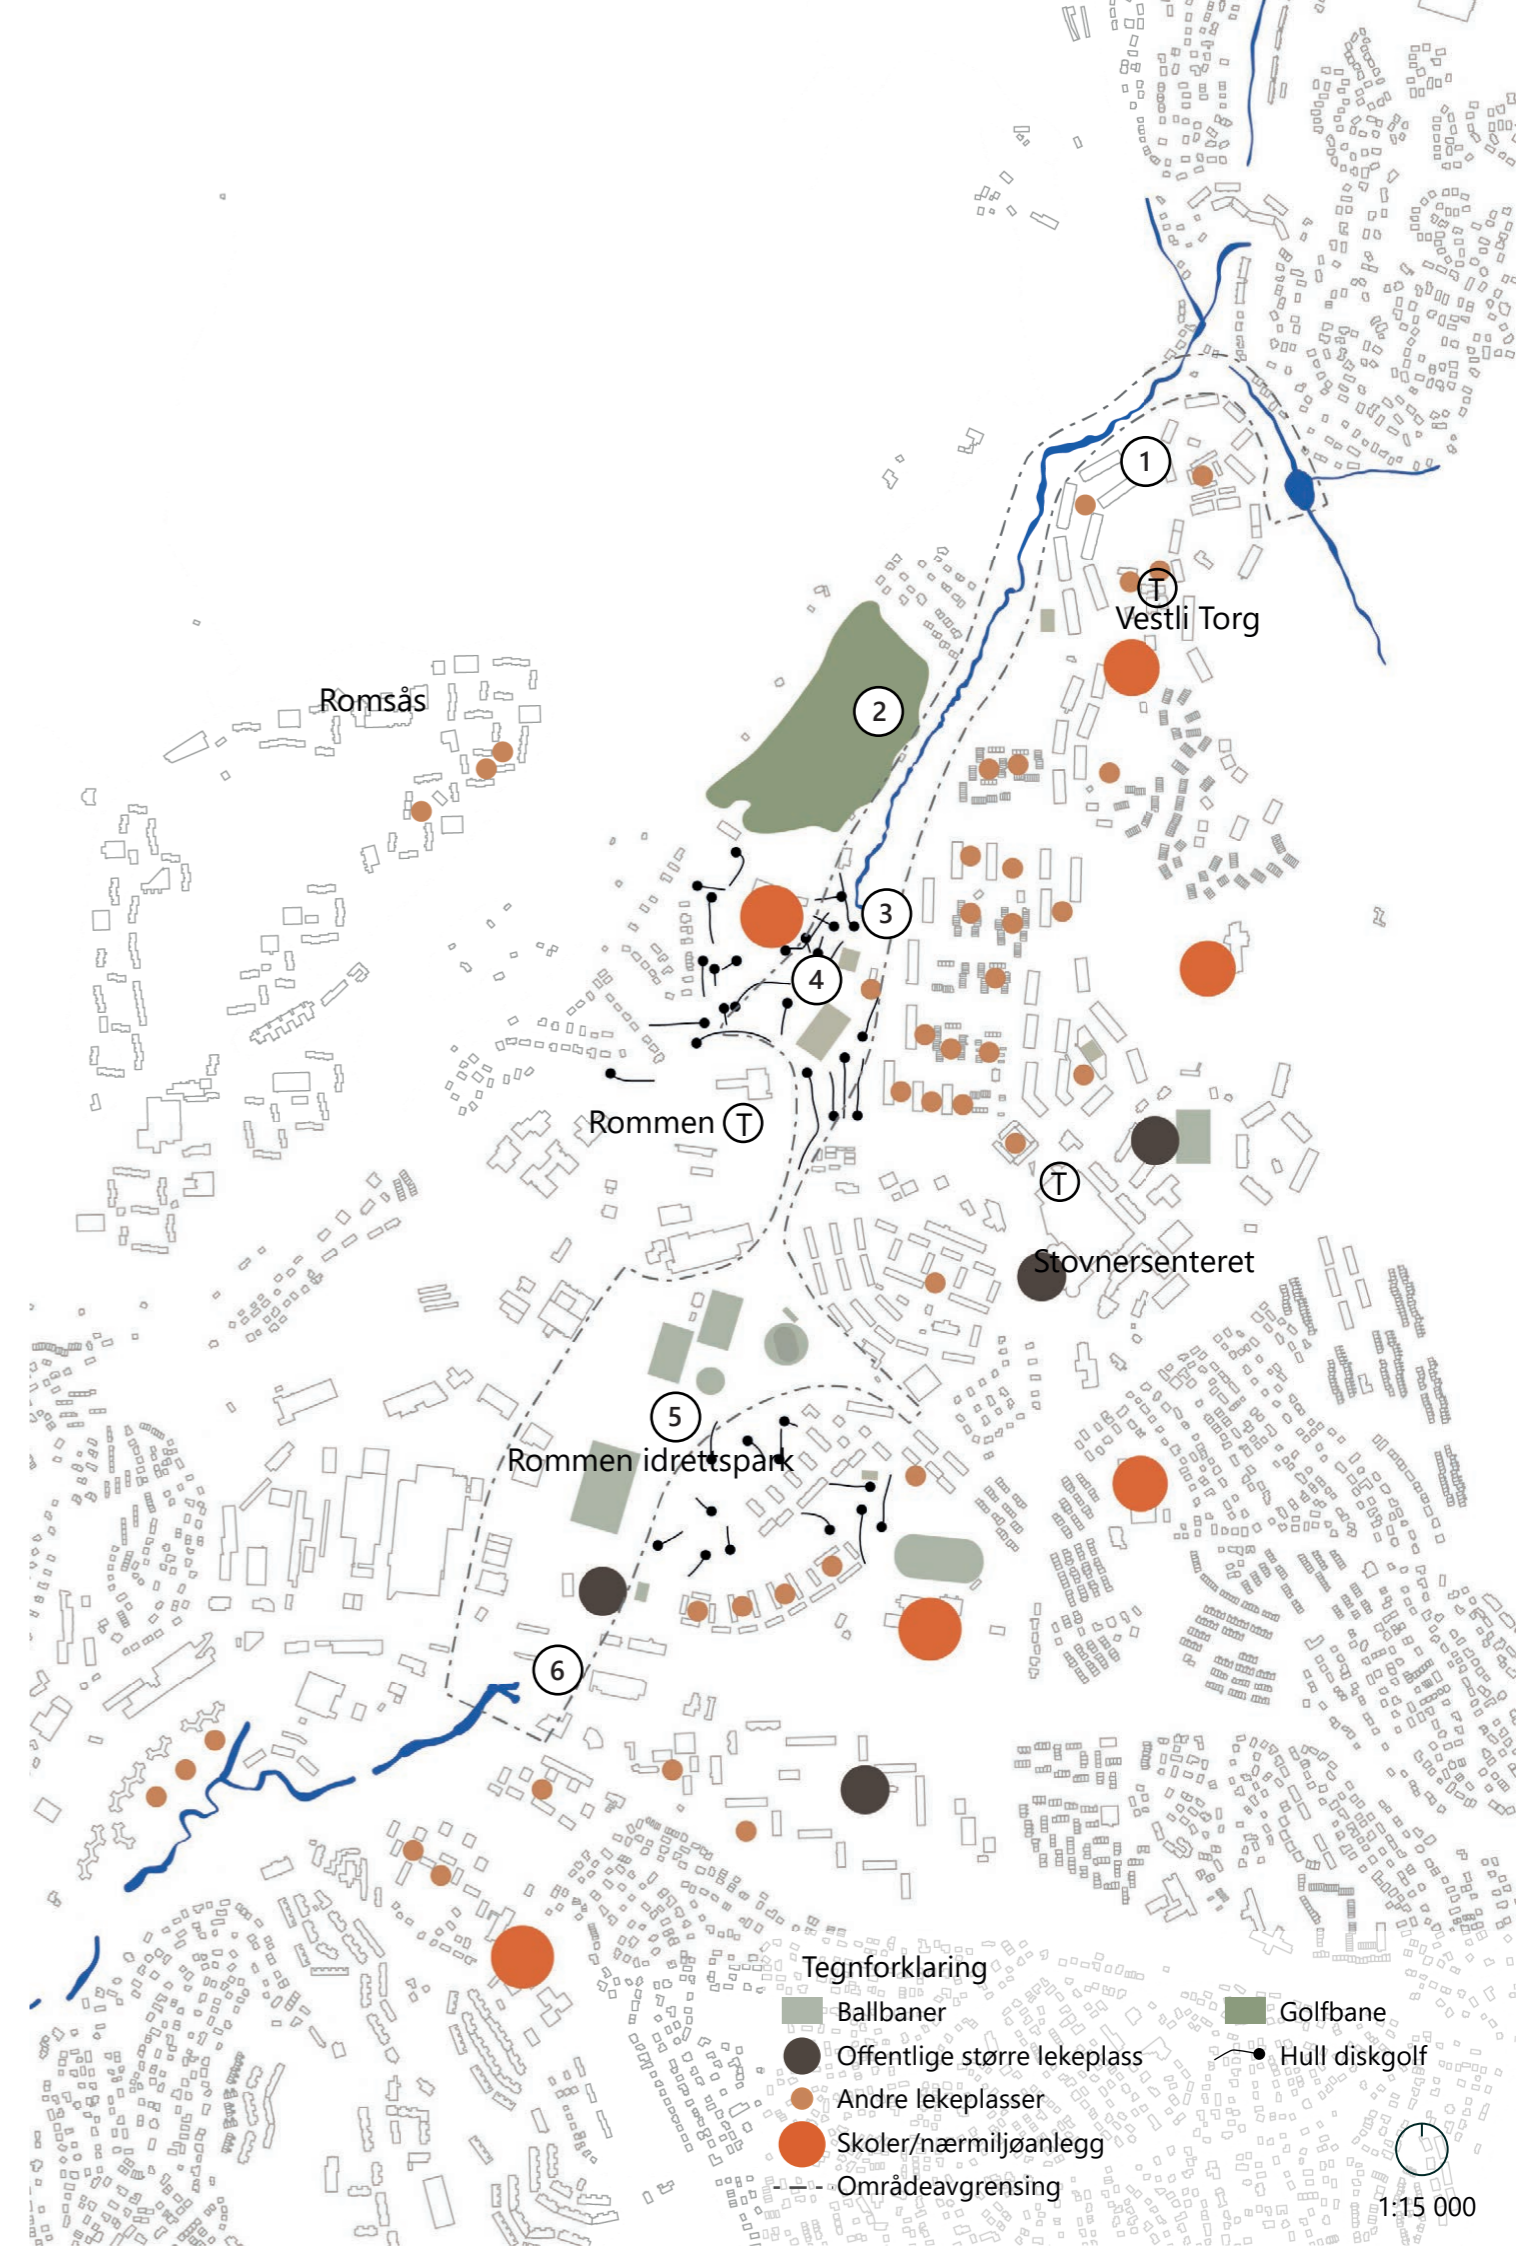 1
T
Vestli Torg
Romsås
2
3
4
Rommen T
T
Stovnersenteret
5
Rommen idrettspark
6
Tegnforklaring
Ballbaner
Offentlige større lekeplass
Andre lekeplasser
Skoler/nærmiljøanlegg
Områdeavgrensing
Golfbane
Hull diskgolf
1:15 000